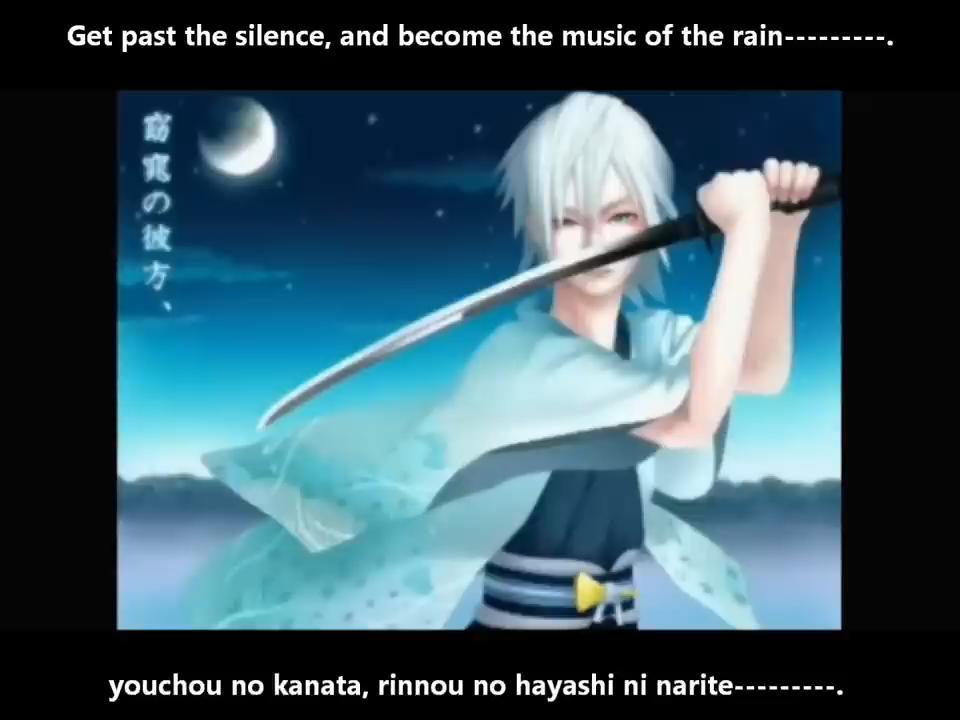 Get past the silence, and become the music of the rain---------.
窈窕の彼方、
youchou no kanata, rinnou no hayashi ni narite---------.